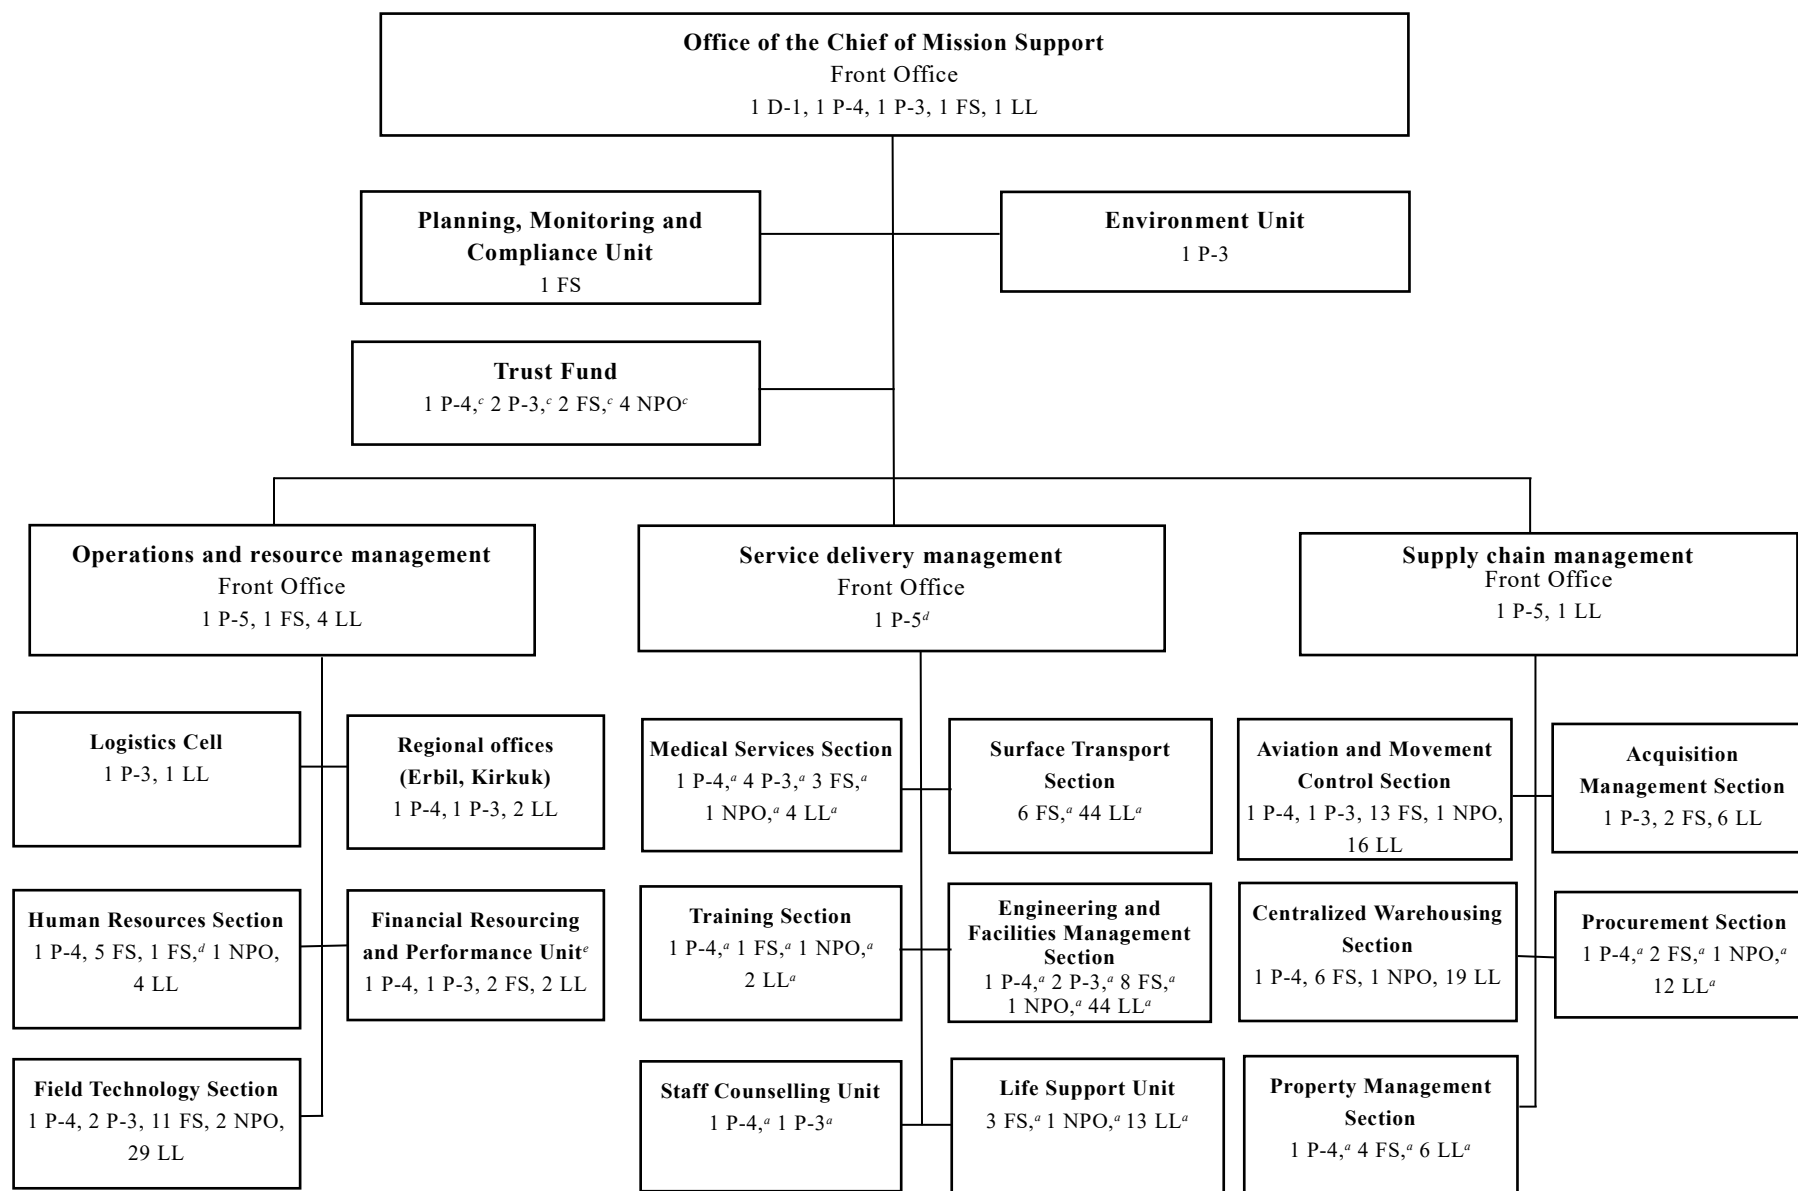 Office of the Chief of Mission Support
Front Office
1 D-1, 1 P-4, 1 P-3, 1 FS, 1 LL
Planning, Monitoring and
Compliance Unit
1 FS
Environment Unit
1 P-3
Trust Fund
1 P-4,c 2 P-3,c 2 FS,c 4 NPOc
Operations and resource management
Front Office
1 P-5, 1 FS, 4 LL
Service delivery management
Front Office
1 P-5d
Supply chain management
Front Office
1 P-5, 1 LL
Logistics Cell
1 P-3, 1 LL
Regional offices
(Erbil, Kirkuk)
1 P-4, 1 P-3, 2 LL
Medical Services Section
1 P-4,a 4 P-3,a 3 FS,a
1 NPO,a 4 LLa
Surface Transport
Section
6 FS,a 44 LLa
Aviation and Movement
Control Section
1 P-4, 1 P-3, 13 FS, 1 NPO,
16 LL
Acquisition
Management Section
1 P-3, 2 FS, 6 LL
Human Resources Section
1 P-4, 5 FS, 1 FS,d 1 NPO,
4 LL
Financial Resourcing
and Performance Unite
1 P-4, 1 P-3, 2 FS, 2 LL
Training Section
1 P-4,a 1 FS,a 1 NPO,a
2 LLa
Engineering and
Facilities Management
Section
1 P-4,a 2 P-3,a 8 FS,a
1 NPO,a 44 LLa
Centralized Warehousing
Section
1 P-4, 6 FS, 1 NPO, 19 LL
Procurement Section
1 P-4,a 2 FS,a 1 NPO,a
12 LLa
Field Technology Section
1 P-4, 2 P-3, 11 FS, 2 NPO,
29 LL
Staff Counselling Unit
1 P-4,a 1 P-3a
Life Support Unit
3 FS,a 1 NPO,a 13 LLa
Property Management
Section
1 P-4,a 4 FS,a 6 LLa